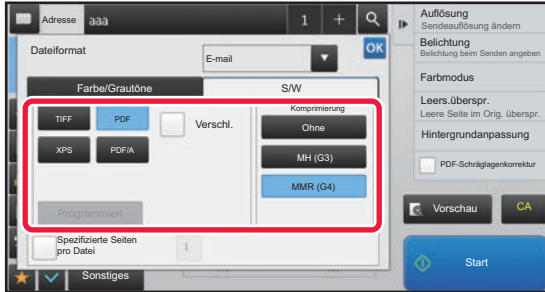 Adresse aaa 1 +
Dateiformat
E-mail
OK
Farbe/Grautöne
S/W
TIFF
PDF
Verschl.
XPS
PDF/A
Programmiert
Komprimierung
Ohne
MH (G3)
MMR (G4)
Spezifizierte Seiten
pro Datei
1
Sonstiges
Auflösung
Sendeauflösung ändern
Belichtung
Belichtung beim Senden angeben
Farbmodus
Leers.überspr.
Leere Seite im Orig. überspr.
Hintergrundanpassung
PDF-Schräglagenkorrektur
Vorschau
CA
Start